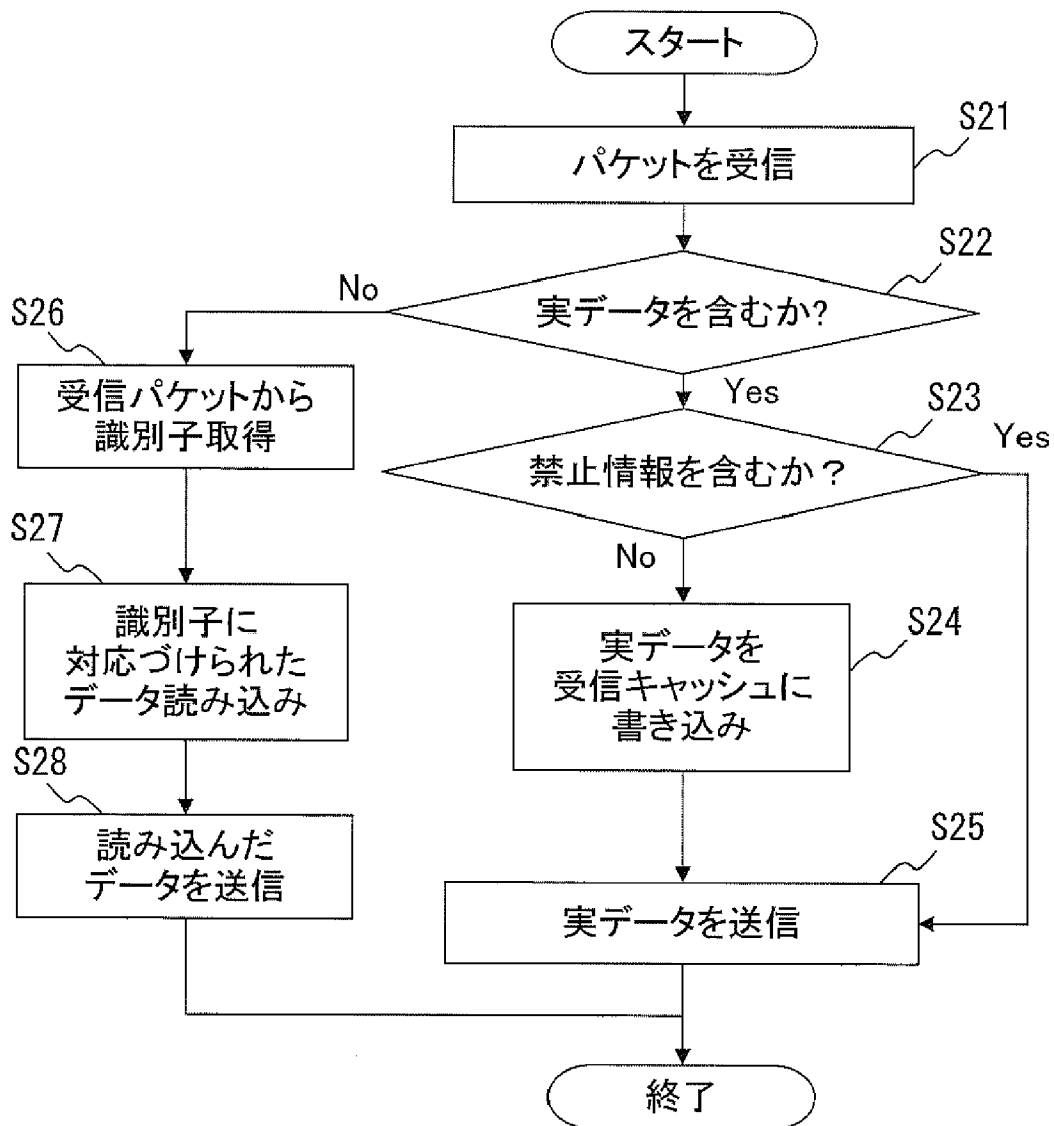 スタート
S21
パケットを受信
S22
実データを含むか?
No
Yes
S26
受信パケットから
識別子取得
S23
禁止情報を含むか？
Yes
No
S27
識別子に
対応づけられた
データ読み込み
S24
実データを
受信キャッシュに
書き込み
S28
読み込んだ
データを送信
S25
実データを送信
終了